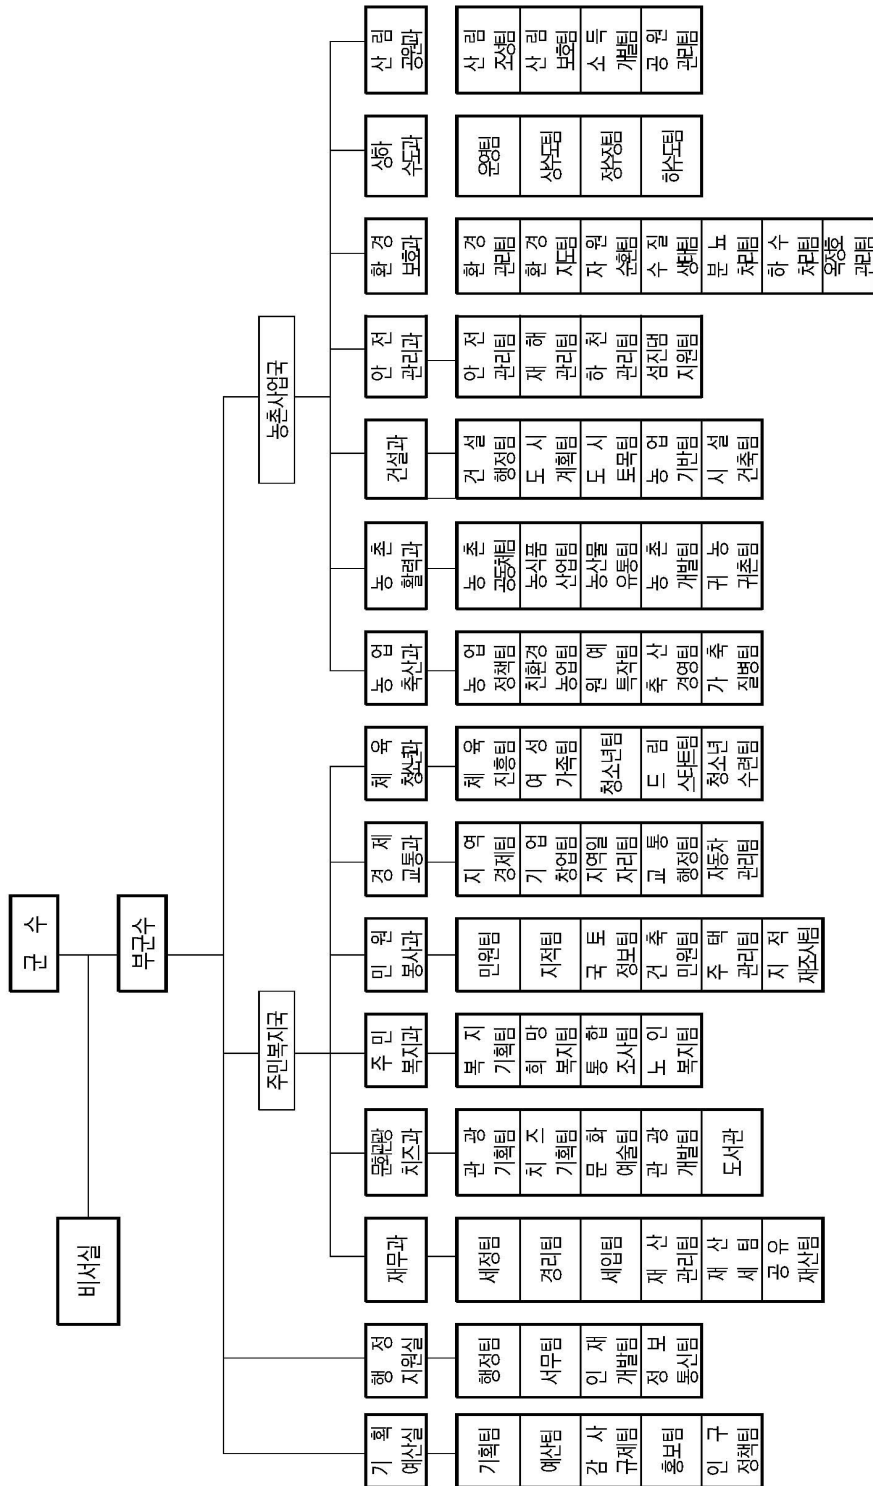 군 수
비서실
부군수
주민복지국
농촌사업국
기 획
예산실
기획팀
예산팀
감 사
규제팀
홍보팀
인 구
정책팀
행 정
지원실
행정팀
서무팀
인 재
개발팀
정 보
통신팀
재무과
세정팀
경리팀
세입팀
재 산
관리팀
재 산
세 팀
공 유
재산팀
문화관광
치즈과
관 광
기획팀
치 즈
기획팀
문 화
예술팀
관 광
개발팀
도서관
주 민
복지과
복 지
기획팀
희 망
복지팀
통 합
조사팀
노 인
복지팀
민 원
봉사과
민원팀
지적팀
국 토
정보팀
건 축
민원팀
주 택
관리팀
지 적
재조사팀
경 제
교통과
지 역
경제팀
기 업
창업팀
지역일
자리팀
교 통
행정팀
자동차
관리팀
체 육
청소년과
체 육
진흥팀
여 성
가족팀
청소년팀
드 림
스타트팀
청소년
수련팀
농 업
축산과
농 업
정책팀
친환경
농업팀
원 예
특작팀
축 산
경영팀
가 축
질병팀
농 촌
활력과
농 촌
공동체팀
농식품
산업팀
농산물
유통팀
농 촌
개발팀
귀 농
귀촌팀
건설과
건 설
행정팀
도 시
계획팀
도 시
토목팀
농 업
기반팀
시 설
건축팀
안 전
관리과
안 전
관리팀
재 해
관리팀
하 천
관리팀
섬진댐
지원팀
환 경
보호과
환 경
관리팀
환 경
지도팀
자 원
순환팀
수 질
생태팀
분 뇨
처리팀
하 수
처리팀
옥정호
관리팀
상하
수도과
운영팀
상수도팀
정수장팀
하수도팀
산 림
공원과
산 림
조성팀
산 림
보호팀
소 득
개발팀
공 원
관리팀